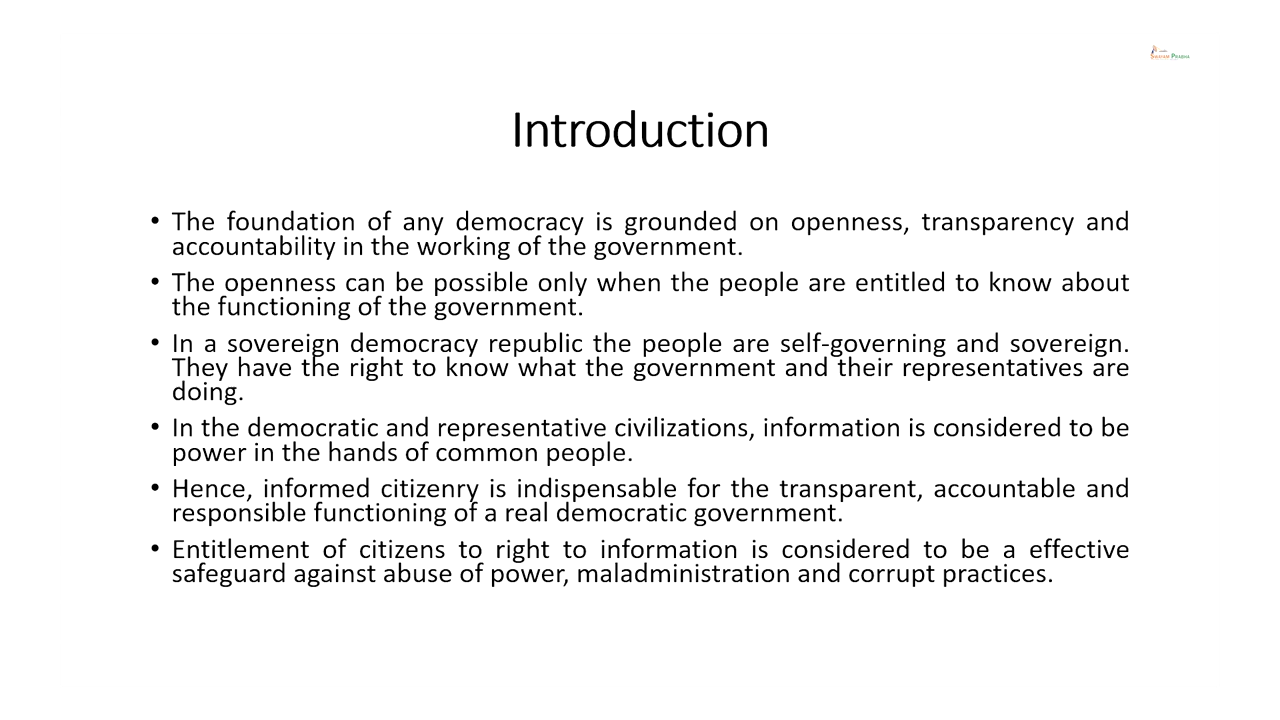 Swayam Prabha
Introduction
• The foundation of any democracy is grounded on openness, transparency and
accountability in the working of the government.
• The openness can be possible only when the people are entitled to know about
the functioning of the government.
• In a sovereign democracy republic the people are self-governing and sovereign.
They have the right to know what the government and their representatives are
doing.
• In the democratic and representative civilizations, information is considered to be
power in the hands of common people.
• Hence, informed citizenry is indispensable for the transparent, accountable and
responsible functioning of a real democratic government.
• Entitlement of citizens to right to information is considered to be a effective
safeguard against abuse of power, maladministration and corrupt practices.